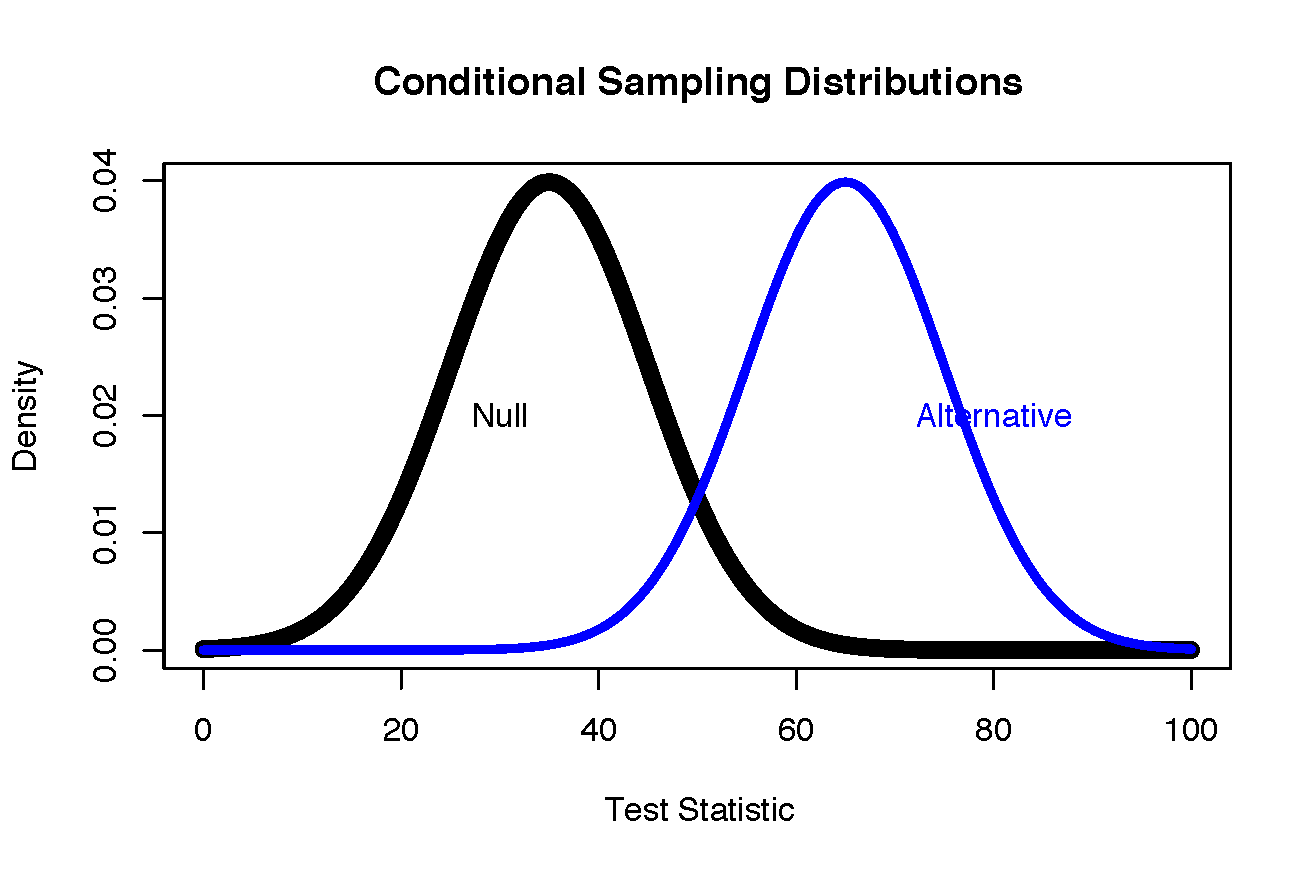 Conditional Sampling Distributions
Density
0.04
0.03
0.02
0.01
0.00
Null
Alternative
0 20 40 60 80 100
Test Statistic